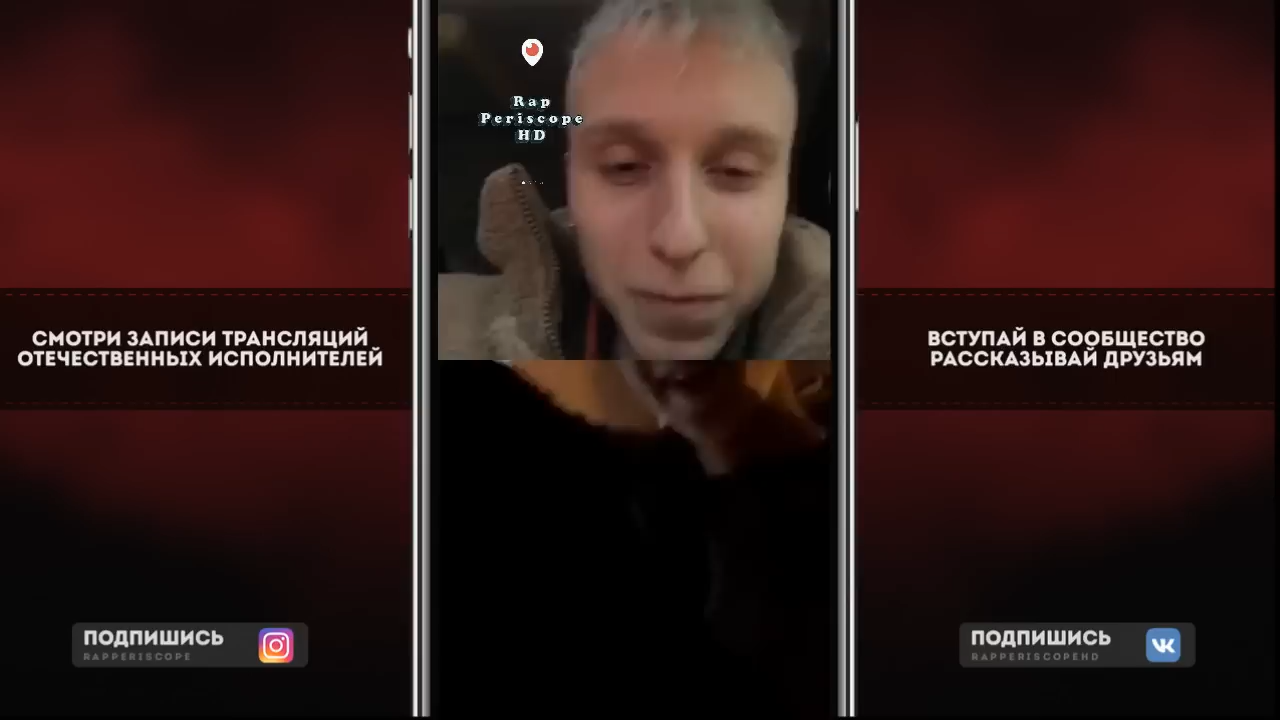 Rap
Periscope
HD
СМОТРИ ЗАПИСИ ТРАНСЛЯЦИЙ
ОТЕЧЕСТВЕННЫХ ИСПОЛНИТЕЛЕЙ
ВСТУПАЙ В СООБЩЕСТВО
РАССКАЗЫВАЙ ДРУЗЬЯМ
ПОДПИШИСЬ
RAPPERISCOPE
ПОДПИШИСЬ
RAPPERISCOPEHD